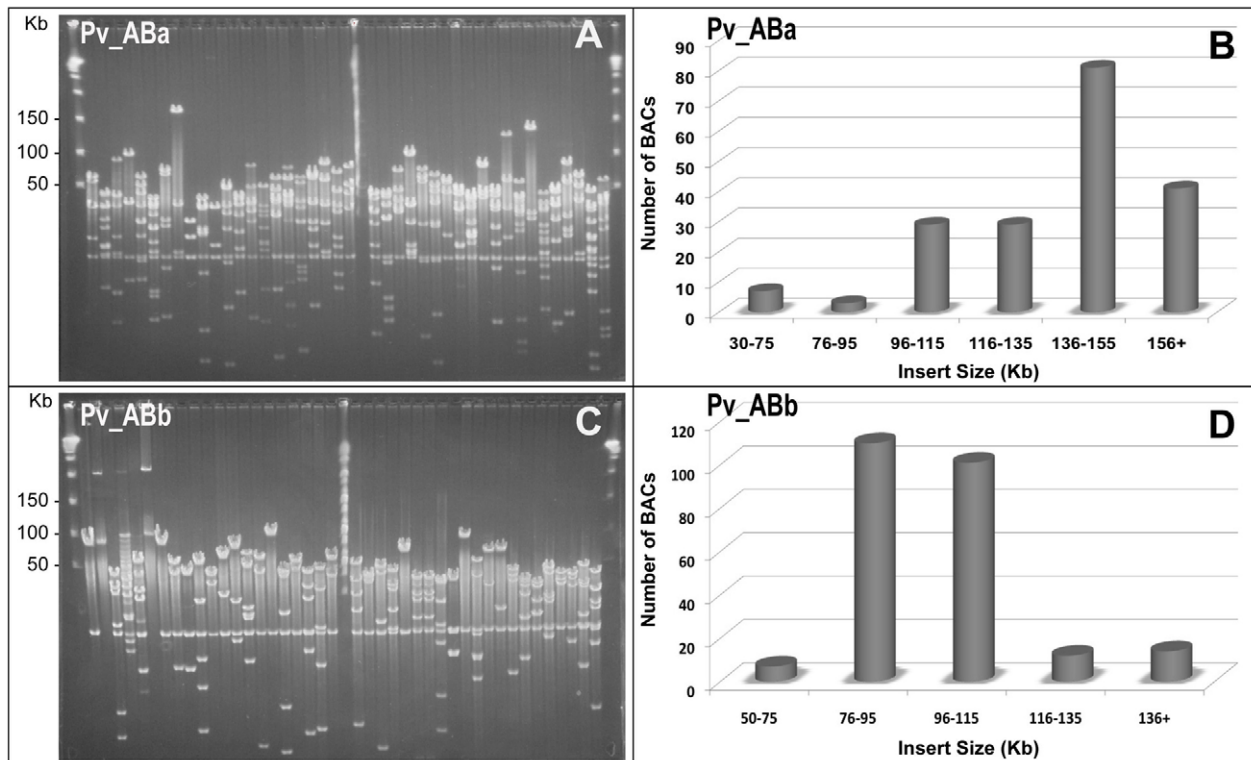 Kb
Pv_ABa
A
150
100
50
Pv_ABa
B
Number of BACs
90
80
70
60
50
40
30
20
10
0
30-75 76-95 96-115 116-135 136-155 156+
Insert Size (Kb)
Kb
Pv_ABb
C
150
100
50
Pv_ABb
D
Number of BACs
120
100
80
60
40
20
0
50-75 76-95 96-115 116-135 136+
Insert Size (Kb)